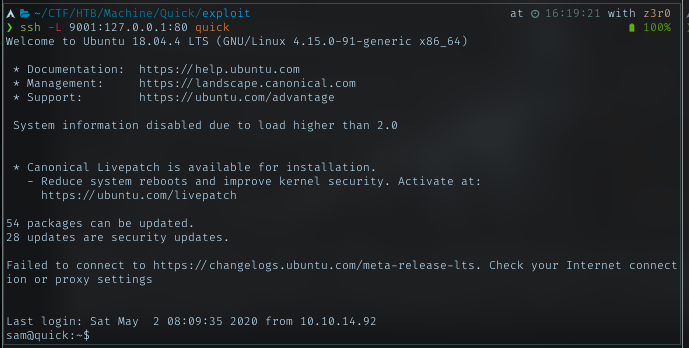 ~/CTF/HTB/Machine/Quick/exploit at 16:19:21 with z3r0
❯ ssh -L 9001:127.0.0.1:80 quick 100%
Welcome to Ubuntu 18.04.4 LTS (GNU/Linux 4.15.0-91-generic x86_64)
* Documentation:  https://help.ubuntu.com
* Management:     https://landscape.canonical.com
* Support:        https://ubuntu.com/advantage
System information disabled due to load higher than 2.0
* Canonical Livepatch is available for installation.
- Reduce system reboots and improve kernel security. Activate at:
https://ubuntu.com/livepatch
54 packages can be updated.
28 updates are security updates.
Failed to connect to https://changelogs.ubuntu.com/meta-release-lts. Check your Internet connect
ion or proxy settings
Last login: Sat May  2 08:09:35 2020 from 10.10.14.92
sam@quick:~$